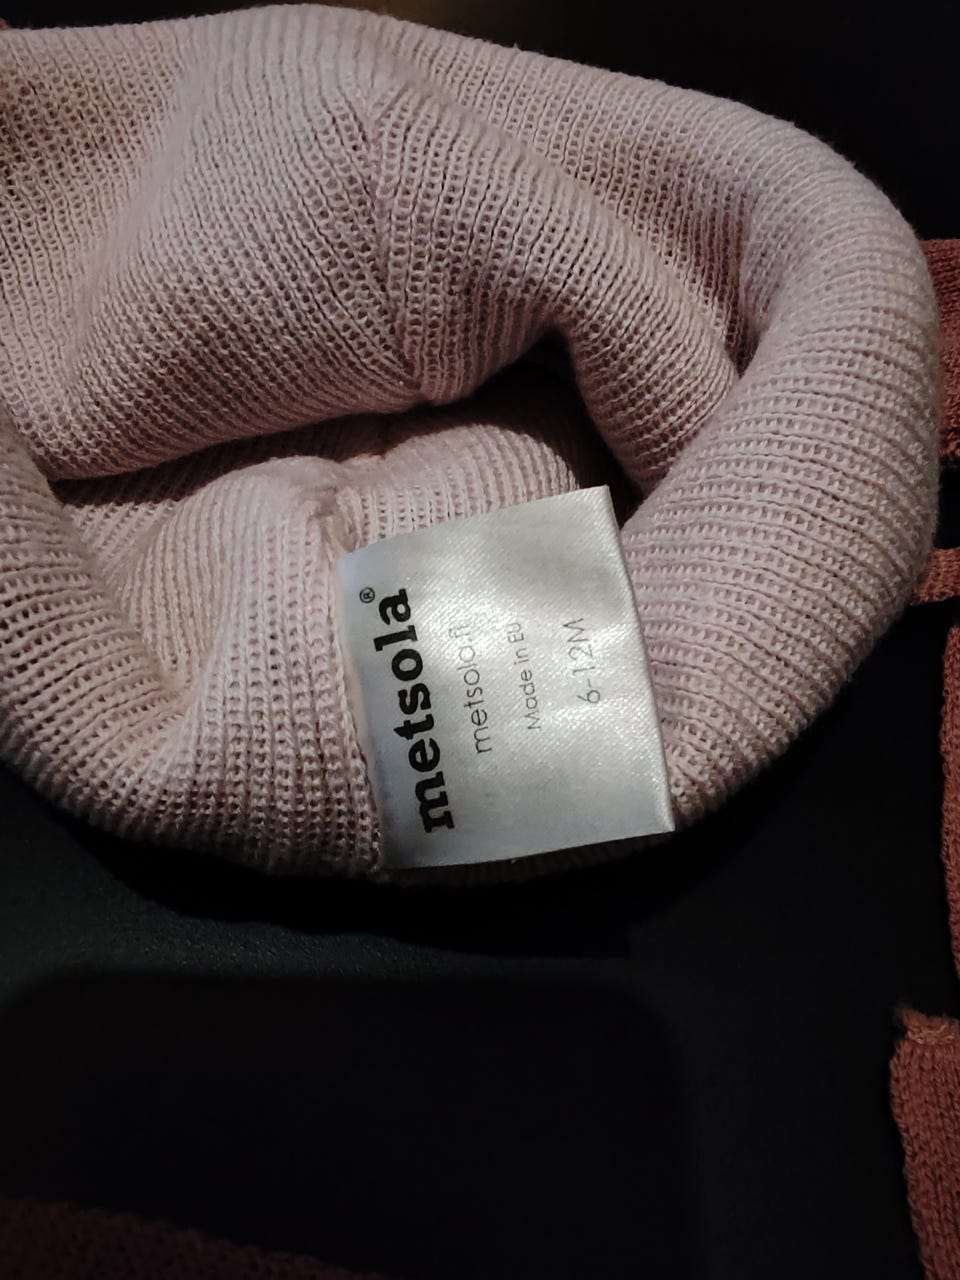 metsola®
metsola.fi
Made in EU
6-12M